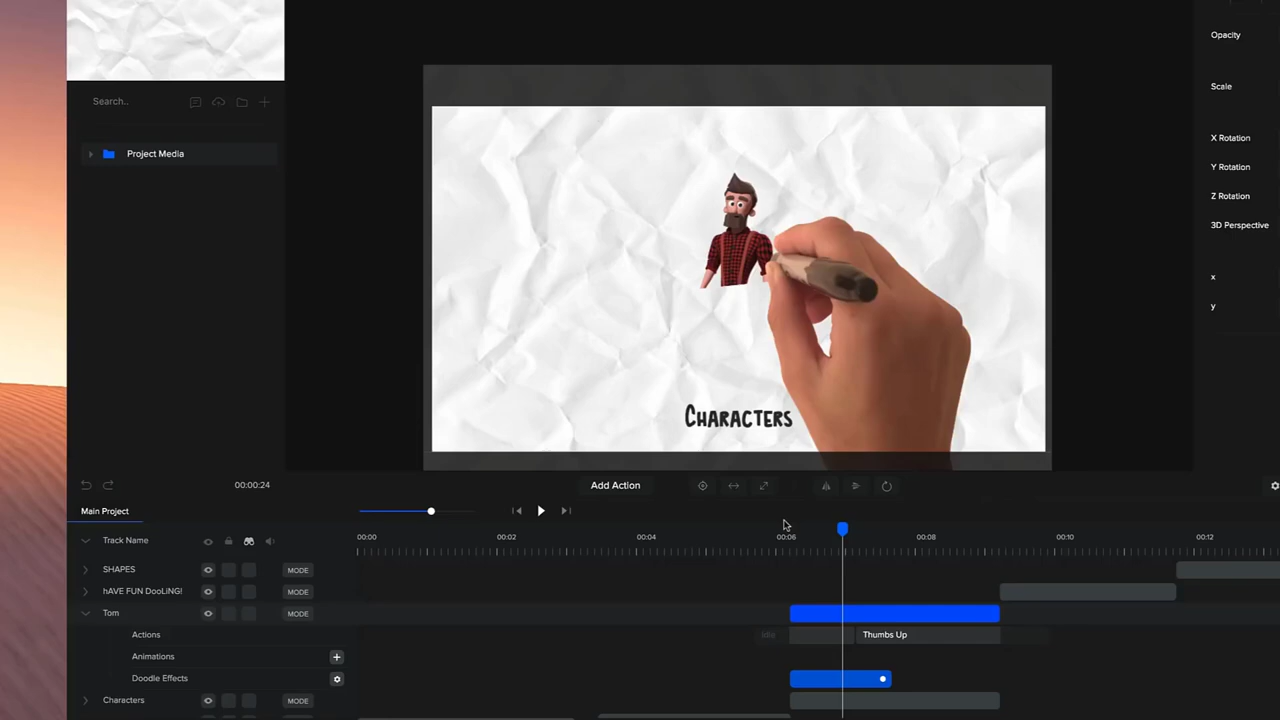 Opacity
Search..
Scale
X Rotation
Project Media
Y Rotation
Z Rotation
3D Perspective
x
y
Characters
00:00:24
Add Action
Main Project
Track Name
00:00
00:02
00:04
00:06
00:08
00:10
00:12
SHAPES
MODE
hAVE FUN DooLiNG!
MODE
Tom
MODE
Actions
Idle
Thumbs Up
Animations
Doodle Effects
Characters
MODE